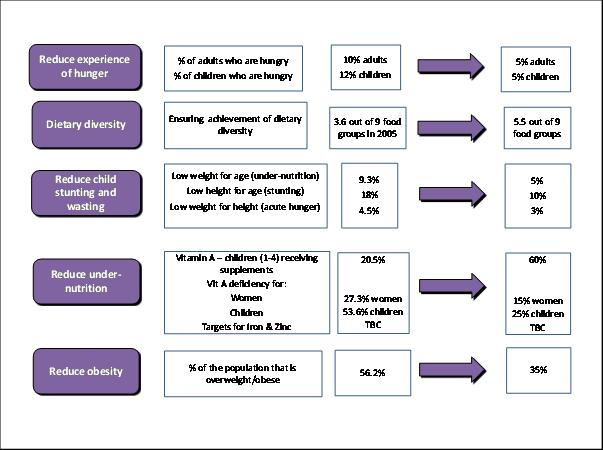 Reduce experience
of hunger
% of adults who are hungry
% of children who are hungry
10% adults
12% children
5% adults
5% children
Dietary diversity
Ensuring achievement of dietary
diversity
3.6 out of 9 food
groups in 2005
5.5 out of 9
food groups
Reduce child
stunting and
wasting
Low weight for age (under-nutrition)
Low height for age (stunting)
Low weight for height (acute hunger)
9.3%
18%
4.5%
5%
10%
3%
Reduce under-
nutrition
Vitamin A – children (1-4) receiving
supplements
Vit A deficiency for:
Women
Children
Targets for Iron & Zinc
20.5%
27.3% women
53.6% children
TBC
60%
15% women
25% children
TBC
Reduce obesity
% of the population that is
overweight/obese
56.2%
35%